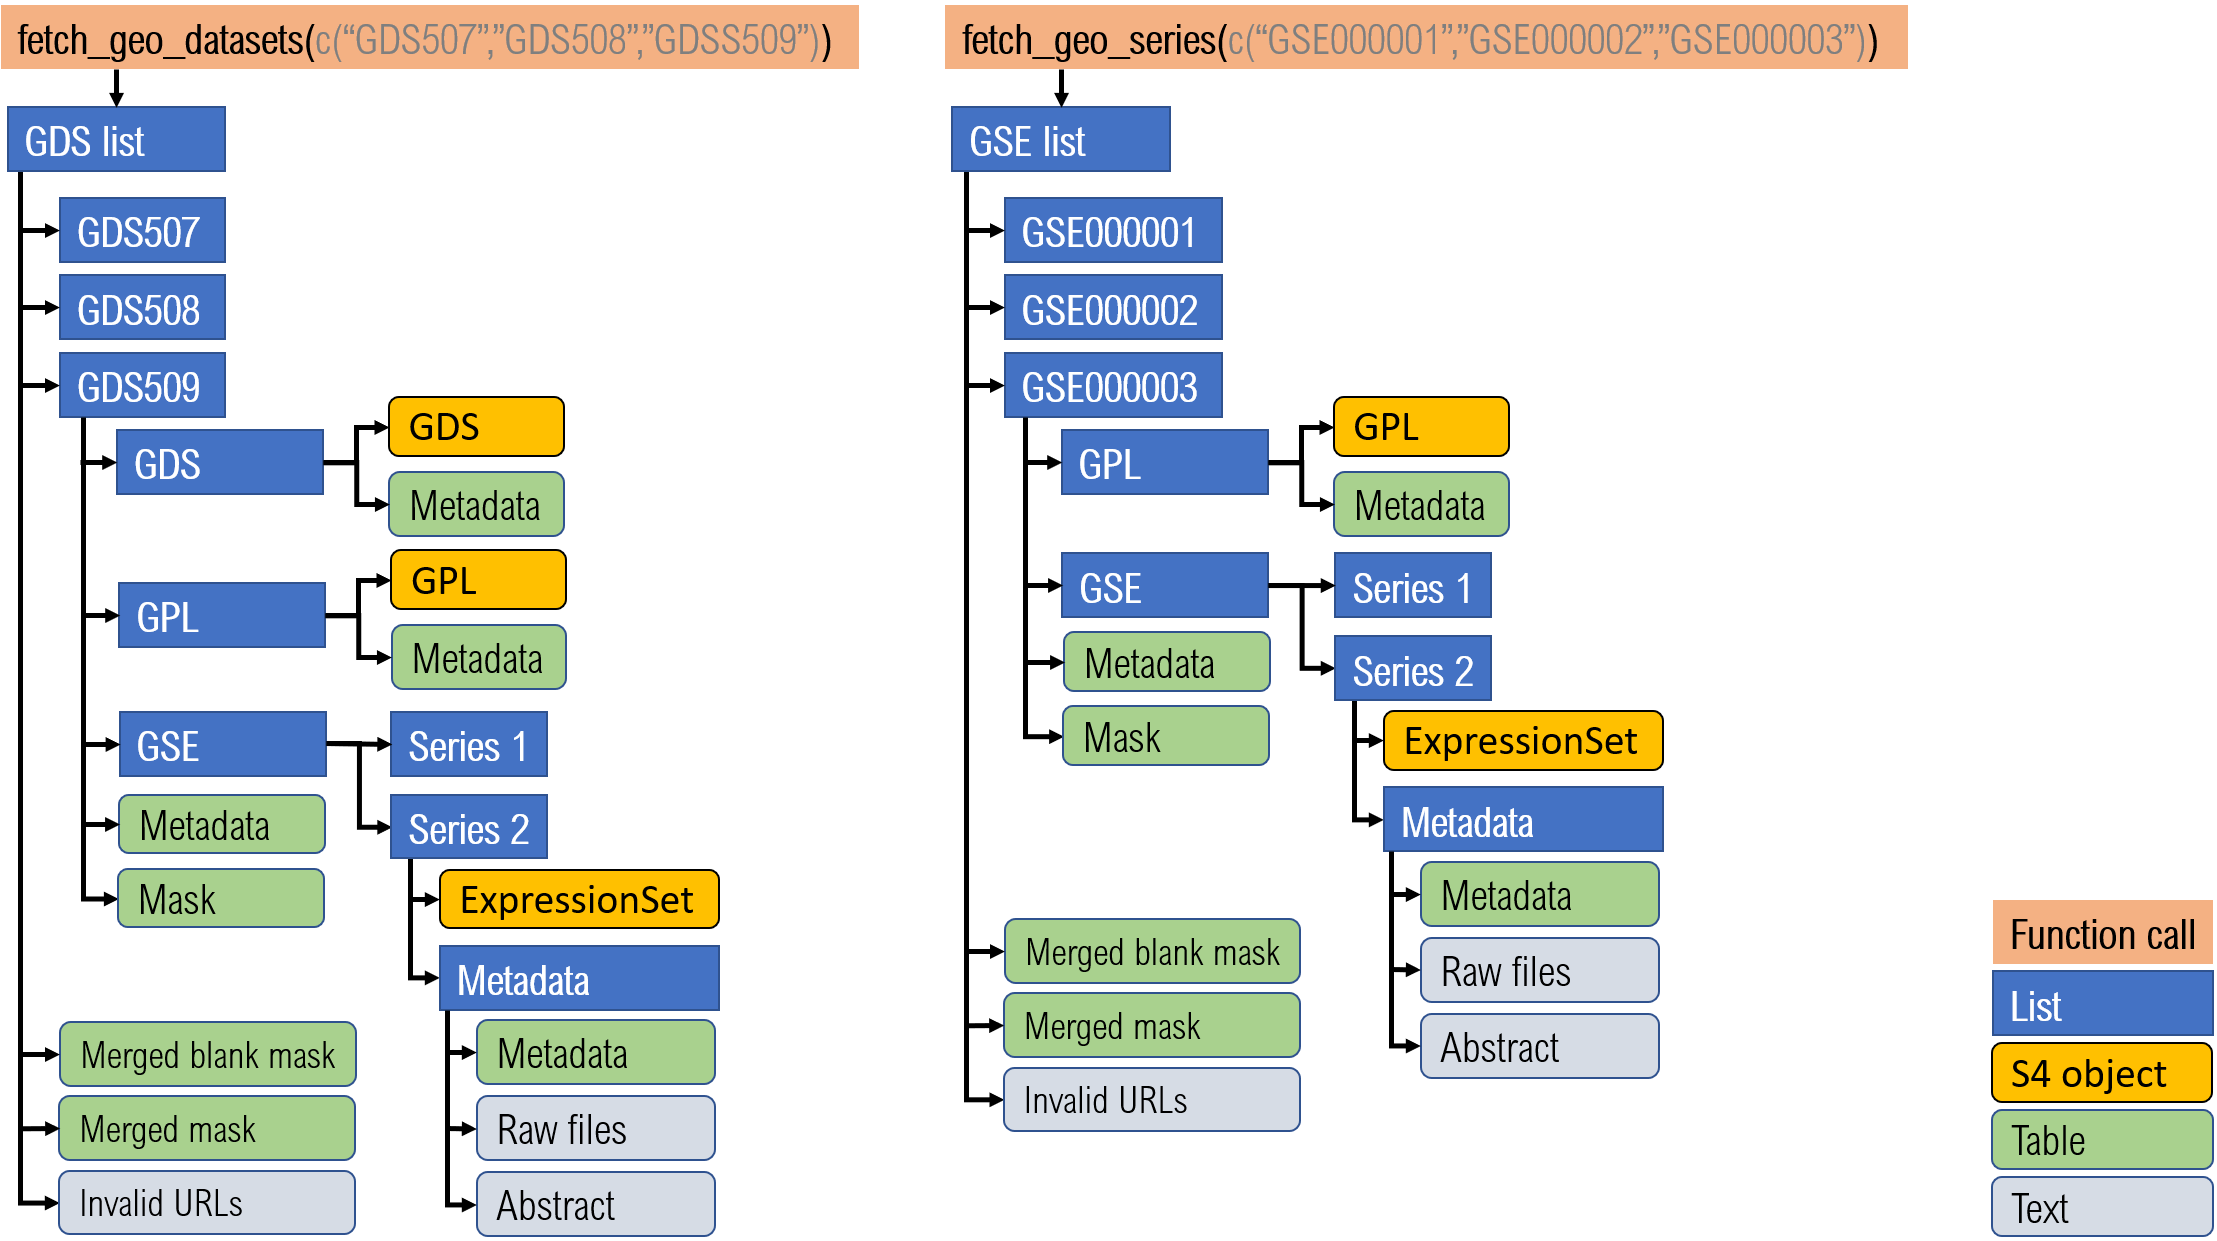 fetch_geo_datasets(c(“GDS507”,”GDS508”,”GDSS509”))
GDS list
GDS507
GDS508
GDS509
GDS
GDS
Metadata
GPL
GPL
Metadata
GSE
Series 1
Series 2
Metadata
Mask
ExpressionSet
Metadata
Metadata
Raw files
Abstract
Merged blank mask
Merged mask
Invalid URLs
fetch_geo_series(c(“GSE000001”,”GSE000002”,”GSE000003”))
GSE list
GSE000001
GSE000002
GSE000003
GPL
GPL
Metadata
GSE
Series 1
Series 2
Metadata
Mask
ExpressionSet
Metadata
Metadata
Raw files
Abstract
Merged blank mask
Merged mask
Invalid URLs
Function call
List
S4 object
Table
Text